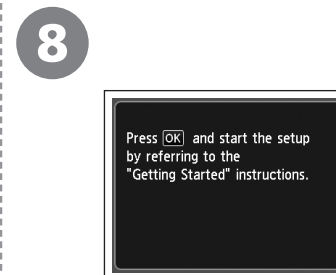 8
Press OK and start the setup
by referring to the
"Getting Started" instructions.